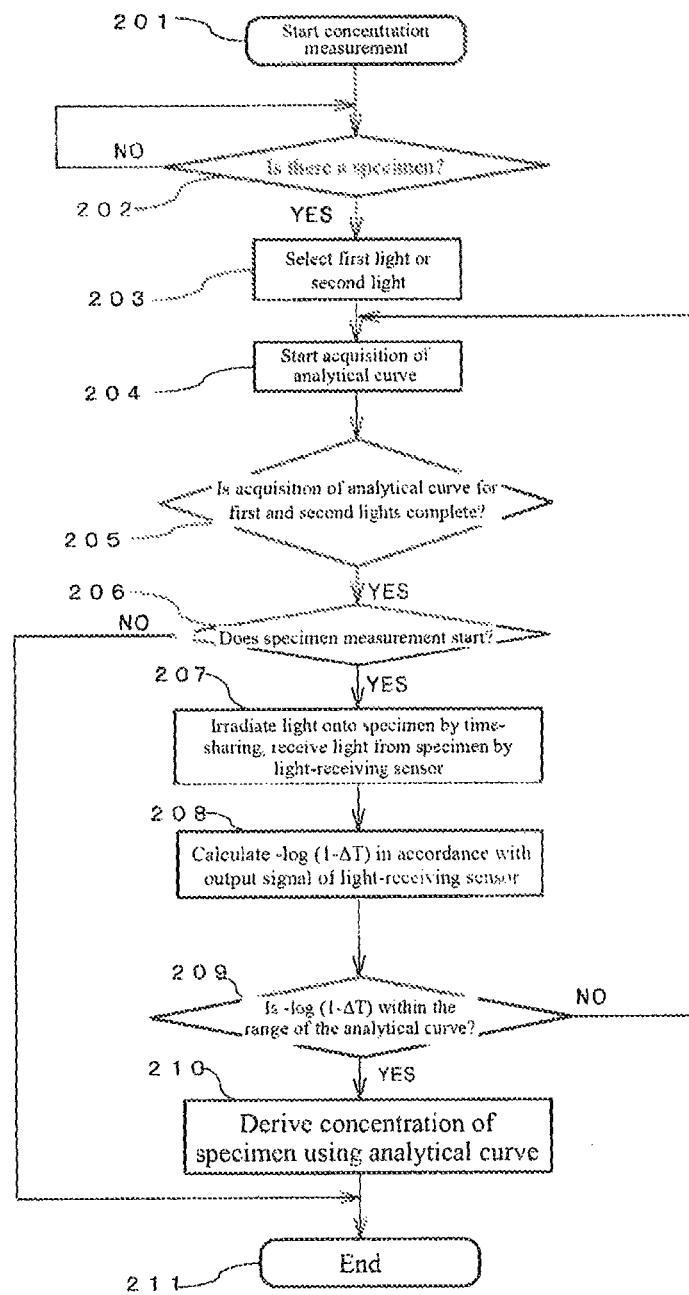 201
Start concentration
measurement
NO
Is there a specimen?
202
YES
Select first light or
second light
203
Start acquisition of
analytical curve
204
Is acquisition of analytical curve for
first and second lights complete?
205
YES
206
NO
Does specimen measurement start?
YES
207
Irradiate light onto specimen by time-
sharing, receive light from specimen by
light-receiving sensor
208
Calculate -log (1-ΔT) in accordance with
output signal of light-receiving sensor
209
Is -log (1-ΔT) within the
range of the analytical curve?
NO
YES
210
Derive concentration of
specimen using analytical curve
End
211